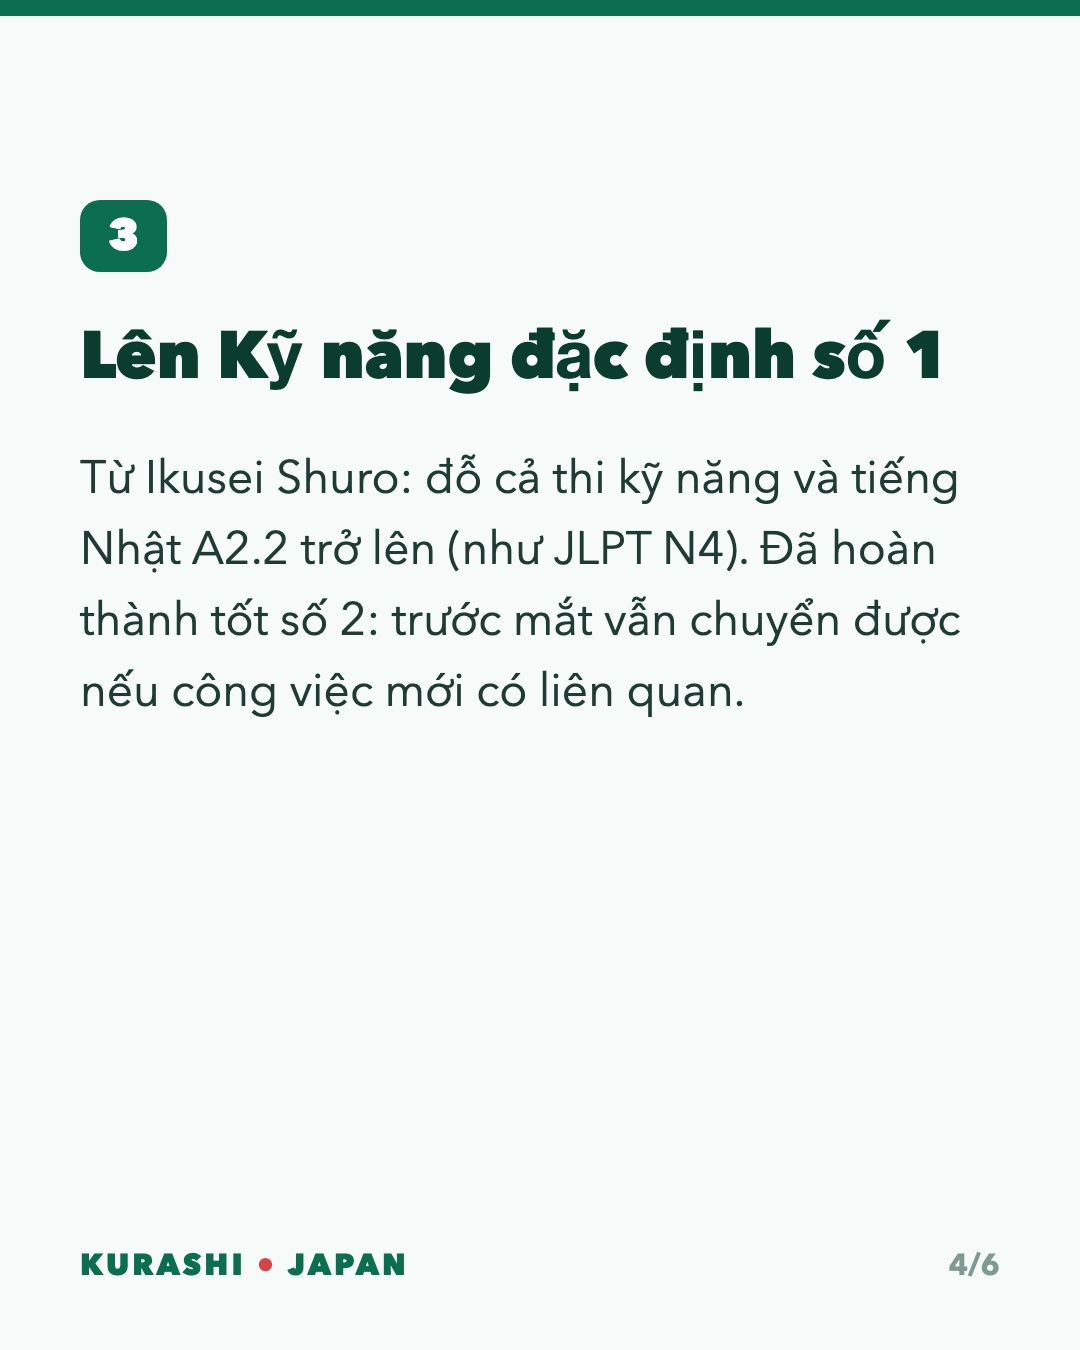 3
Lên Kỹ năng đặc định số 1
Từ Ikusei Shuro: đỗ cả thi kỹ năng và tiếng
Nhật A2.2 trở lên (như JLPT N4). Đã hoàn
thành tốt số 2: trước mắt vẫn chuyển được
nếu công việc mới có liên quan.
KURASHI • JAPAN
4/6